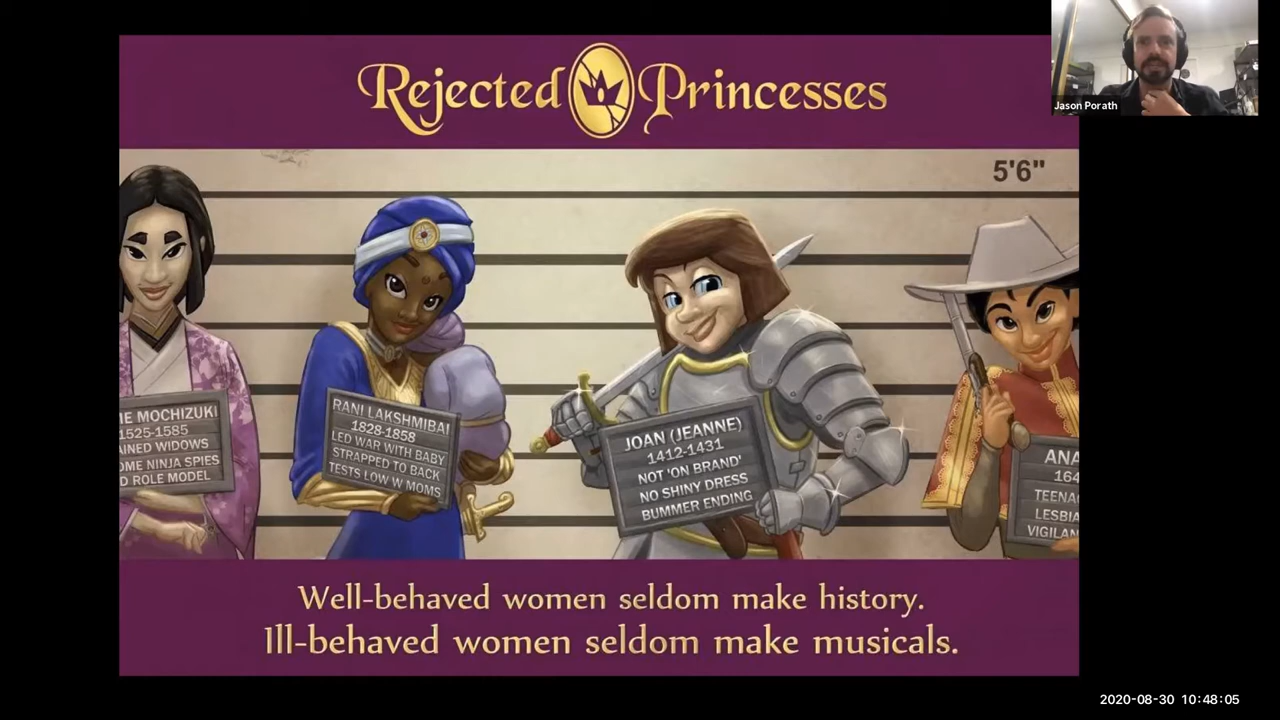 Rejected Princesses
Jason Porath
5'6"
IE MOCHIZUKI
1525-1585
AINED WIDOWS
OME NINJA SPIES
D ROLE MODEL
RANI LAKSHMIBAI
1828-1858
LED WAR WITH BABY
STRAPPED TO BACK
TESTS LOW W MOMS
JOAN (JEANNE)
1412-1431
NOT 'ON BRAND'
NO SHINY DRESS
BUMMER ENDING
ANA
164
TEENA
LESBIA
VIGILAN
Well-behaved women seldom make history.
Ill-behaved women seldom make musicals.
2020-08-30 10:48:05